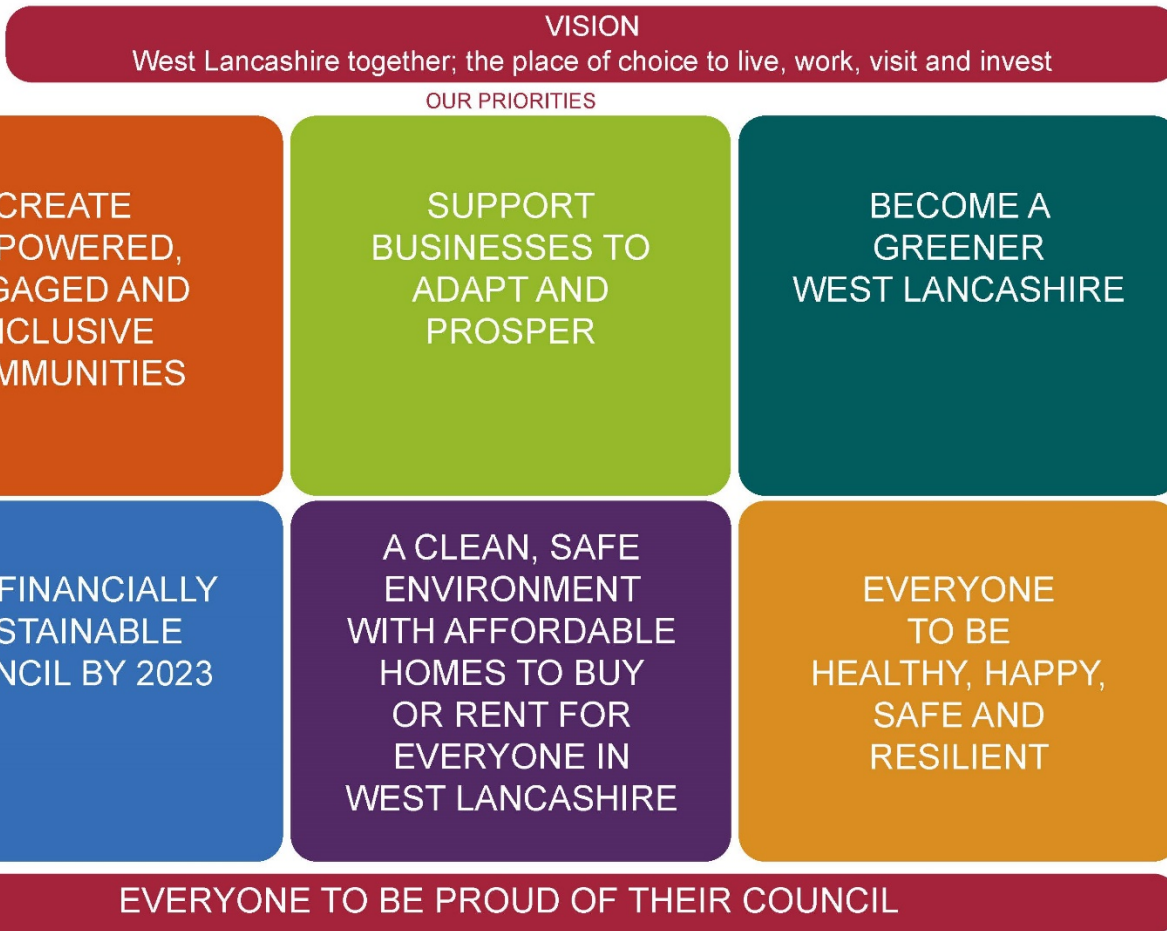 VISION
West Lancashire together; the place of choice to live, work, visit and invest
OUR PRIORITIES
CREATE
POWERED,
GAGED AND
CLUSIVE
MMUNITIES
SUPPORT
BUSINESSES TO
ADAPT AND
PROSPER
BECOME A
GREENER
WEST LANCASHIRE
FINANCIALLY
STAINABLE
NCIL BY 2023
A CLEAN, SAFE
ENVIRONMENT
WITH AFFORDABLE
HOMES TO BUY
OR RENT FOR
EVERYONE IN
WEST LANCASHIRE
EVERYONE
TO BE
HEALTHY, HAPPY,
SAFE AND
RESILIENT
EVERYONE TO BE PROUD OF THEIR COUNCIL